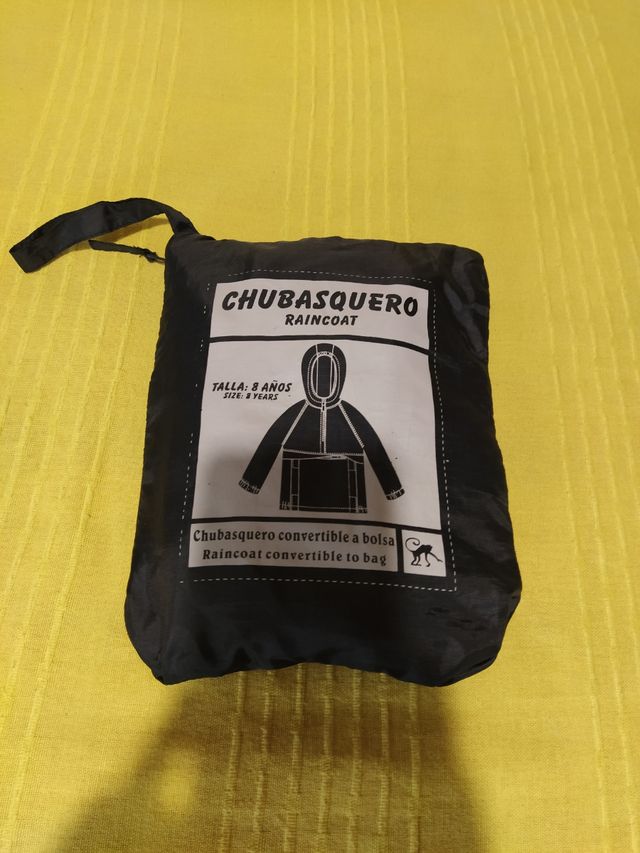 CHUBASQUERO
RAINCOAT
TALLA: 8 AÑOS
SIZE: 8 YEARS
Chubasquero convertible a bolsa
Raincoat convertible to bag